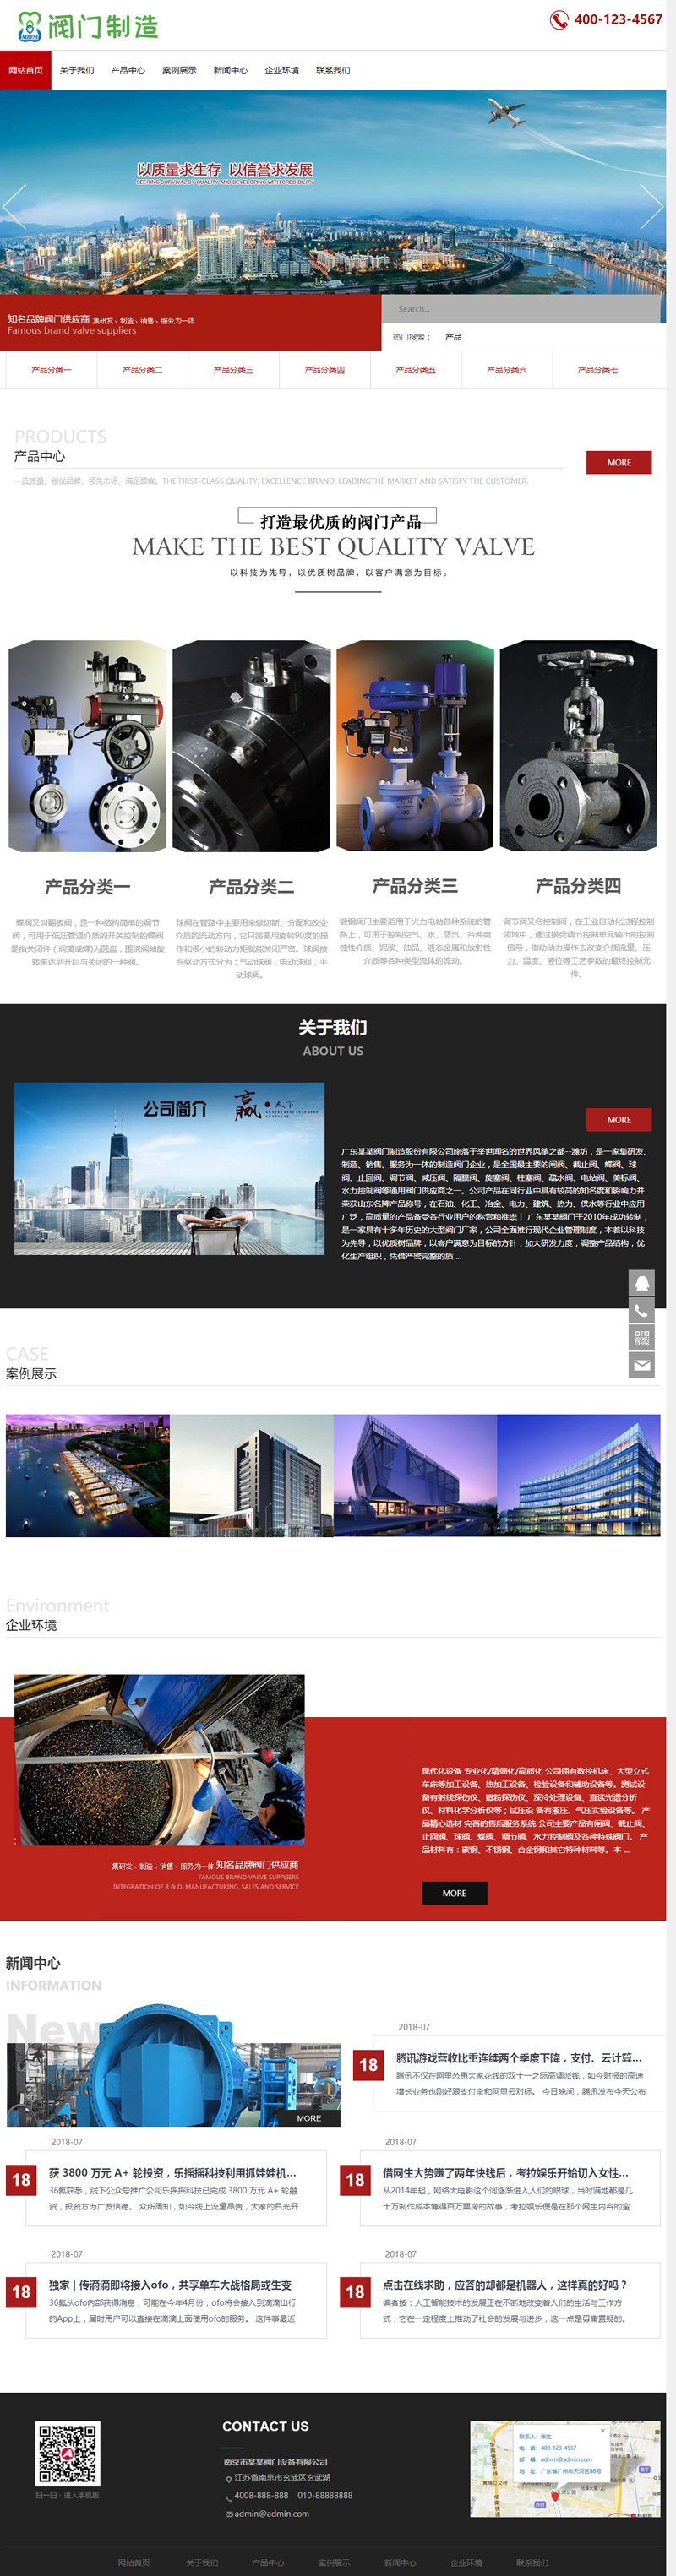 阀门制造
400-123-4567
网站首页 关于我们 产品中心 案例展示 新闻中心 企业环境 联系我们
以质量求生存 以信誉求发展
SEEKING SURVIVAL BY QUALITY AND DEVELOPING WITH CREDIBILITY
知名品牌阀门供应商 集研发、制造、销售、服务为一体
Famous brand valve suppliers
Search...
热门搜索： 产品
产品分类一 产品分类二 产品分类三 产品分类四 产品分类五 产品分类六 产品分类七
PRODUCTS
产品中心
MORE
一流质量、创优品牌、领先市场、满足顾客。THE FIRST-CLASS QUALITY, EXCELLENCE BRAND, LEADINGTHE MARKET AND SATISFY THE CUSTOMER.
打造最优质的阀门产品
MAKE THE BEST QUALITY VALVE
以科技为先导，以优质树品牌，以客户满意为目标。
产品分类一
蝶阀又叫翻板阀，是一种结构简单的调节
阀，可用于低压管道介质的开关控制的蝶阀
是指关闭件（阀瓣或蝶)为圆盘，围绕阀轴旋
转来达到开启与关闭的一种阀。
产品分类二
球阀在管路中主要用来做切断、分配和改变
介质的流动方向，它只需要用旋转90度的操
作和很小的转动力矩就能关闭严密。球阀按
照驱动方式分为：气动球阀，电动球阀，手
动球阀。
产品分类三
锻钢阀门主要适用于火力电站各种系统的管
路上，可用于控制空气、水、蒸汽、各种腐
蚀性介质、泥浆、油品、液态金属和放射性
介质等各种类型流体的流动。
产品分类四
调节阀又名控制阀，在工业自动化过程控制
领域中，通过接受调节控制单元输出的控制
信号，借助动力操作去改变介质流量、压
力、温度、液位等工艺参数的最终控制元
件。
关于我们
ABOUT US
公司简介 赢·天下
MORE
广东某某阀门制造股份有限公司座落于举世闻名的世界风筝之都--潍坊，是一家集研发、
制造、销售、服务为一体的制造阀门企业，是全国最主要的闸阀、截止阀、蝶阀、球
阀、止回阀、调节阀、减压阀、隔膜阀、旋塞阀、柱塞阀、疏水阀、电站阀、美标阀、
水力控制阀等通用阀门供应商之一。公司产品在同行业中具有较高的知名度和影响力并
荣获山东名牌产品称号，在石油、化工、冶金、电力、建筑、热力、供水等行业中应用
广泛，高质量的产品备受各行业用户的称晋和推崇！ 广东某某阀门于2010年成功转制，
是一家具有十多年历史的大型阀门厂家，公司全面推行现代企业管理制度，本着以科技
为先导，以优质树品牌，以客户满意为目标的方针，加大研发力度，调整产品结构，优
化生产组织，凭借严密完整的质 ...
CASE
案例展示
Environment
企业环境
现代化设备 专业化/精细化/高质化 公司拥有数控机床、大型立式
车床等加工设备、热加工设备、检验设备和辅助设备等。测试设
备有射线探伤仪、磁粉探伤仪、深冷处理设备、直读光谱分析
仪、材料化学分析仪等；试压设 备有液压、气压实验设备等。 产
品精心选材 完善的售后服务系统 公司主要产品有闸阀、截止阀、
止回阀、球阀、蝶阀、调节阀、水力控制阀及各种特殊阀门。 产
品材料有：碳钢、不锈钢、合金钢和其它特种材料等。本 ...
集研发、制造、销售、服务为一体 知名品牌阀门供应商
FAMOUS BRAND VALVE SUPPLIERS
INTEGRATION OF R & D, MANUFACTURING, SALES AND SERVICE
MORE
新闻中心
INFORMATION
New
MORE
2018-07
18
腾讯游戏营收比重连续两个季度下降，支付、云计算...
腾讯不仅在阿里怂恿大家花钱的双十一之际高调派钱，如今财报的高速
增长业务也刚好跟支付宝和阿里云对标。 今日晚间，腾讯发布今天公布
2018-07
18
获 3800 万元 A+ 轮投资，乐摇摇科技利用抓娃娃机...
36氪获悉，线下公众号推广公司乐摇摇科技已完成 3800 万元 A+ 轮融
资，投资方为广发信德。 众所周知，如今线上流量昂贵，大家的目光开
2018-07
18
借网生大势赚了两年快钱后，考拉娱乐开始切入女性...
从2014年起，网络大电影这个词逐渐进入人们的眼球，当时满地都是几
十万制作成本博得百万票房的故事，考拉娱乐便是在那个网生内容的蛮
2018-07
18
独家 | 传滴滴即将接入ofo，共享单车大战格局或生变
36氪从ofo内部获得消息，可能在今年4月份，ofo将会接入到滴滴出行
的App上，届时用户可以直接在滴滴上面使用ofo的服务。 这件事最近
2018-07
18
点击在线求助，应答的却都是机器人，这样真的好吗？
编者按：人工智能技术的发展正在不断地改变着人们的生活与工作方
式，它在一定程度上推动了社会的发展与进步，这一点是毋庸置疑的。
扫一扫 · 进入手机版
CONTACT US
南京市某某阀门设备有限公司
江苏省南京市玄武区玄武湖
4008-888-888 010-88888888
admin@admin.com
联系人：张生
电 话：400-123-4567
邮 箱：admin@admin.com
地 址：广东省广州市天河区88号
网站首页 关于我们 产品中心 案例展示 新闻中心 企业环境 联系我们